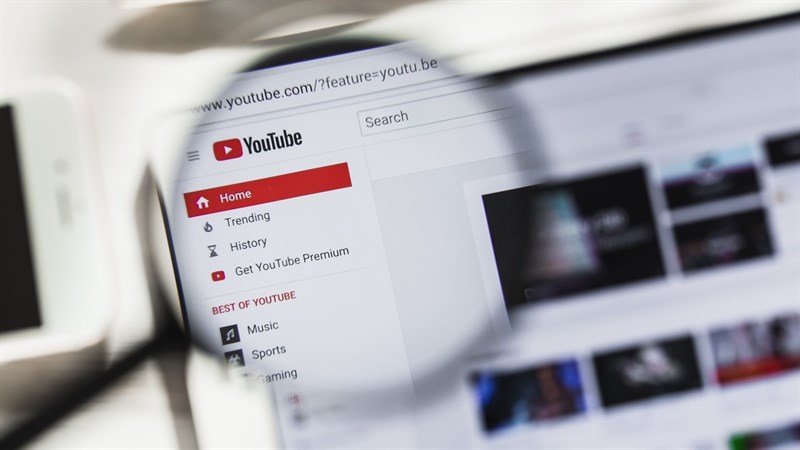 www.youtube.com/?feature=youtu.be
YouTube
Search
Home
Trending
History
Get YouTube Premium
BEST OF YOUTUBE
Music
Sports
Gaming